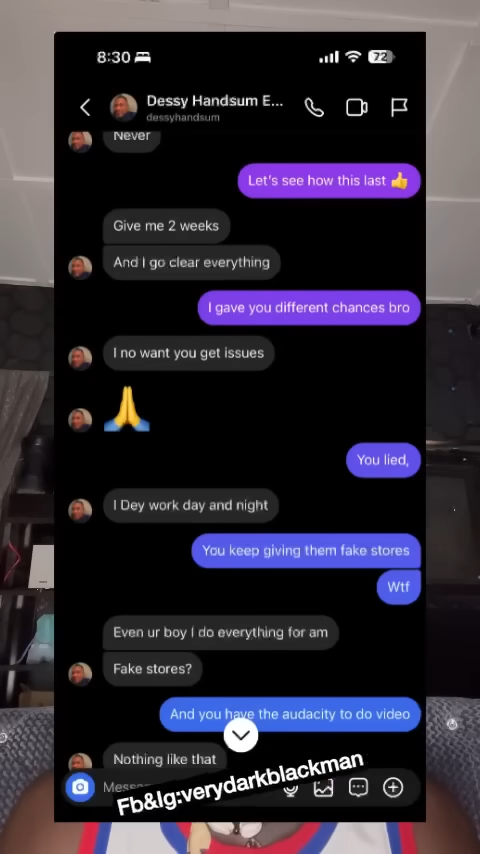 8:30
72
Dessy Handsum E...
dessyhandsum
Never
Let's see how this last 👍
Give me 2 weeks
And I go clear everything
I gave you different chances bro
I no want you get issues
🙏
You lied,
I Dey work day and night
You keep giving them fake stores
Wtf
Even ur boy I do everything for am
Fake stores?
And you have the audacity to do video
Nothing like that
Fb&Ig:verydarkblackman